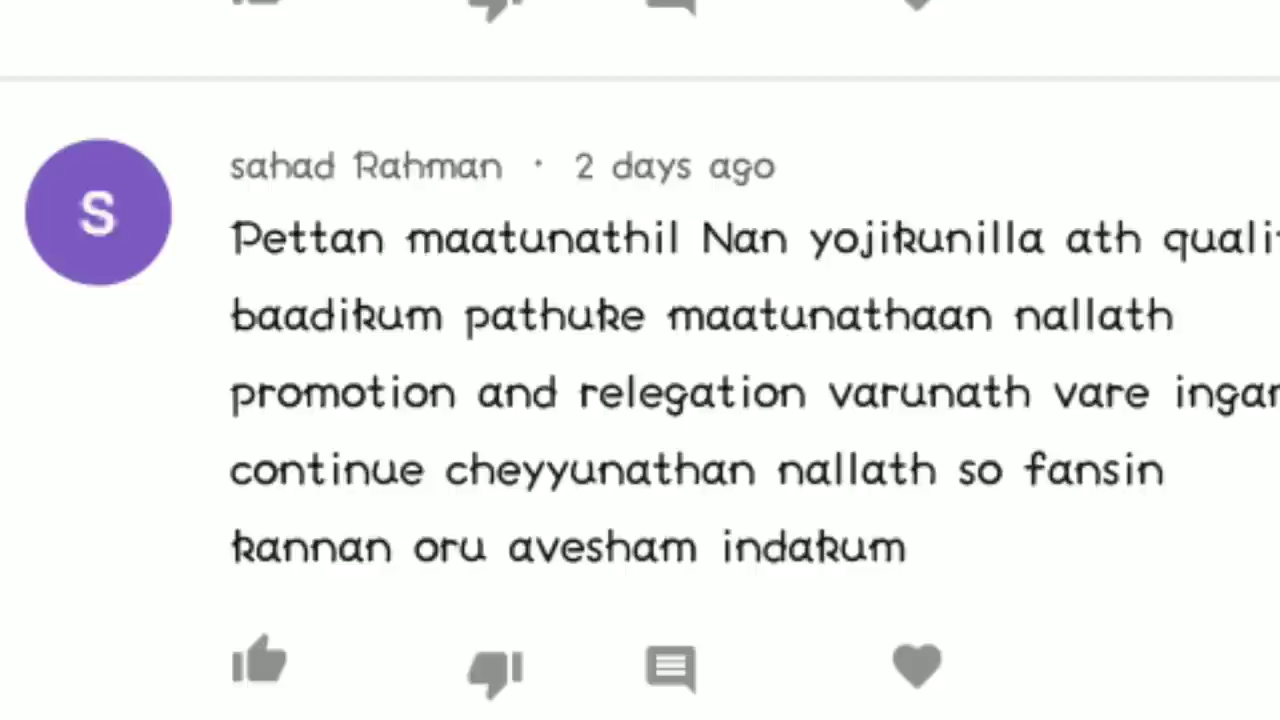 S
sahad Rahman · 2 days ago
Pettan maatunathil Nan yojikunilla ath
baadikum pathuke maatunathaan nallath
promotion and relegation varunath vare
continue cheyyunathan nallath so fansin
kannan oru avesham indakum